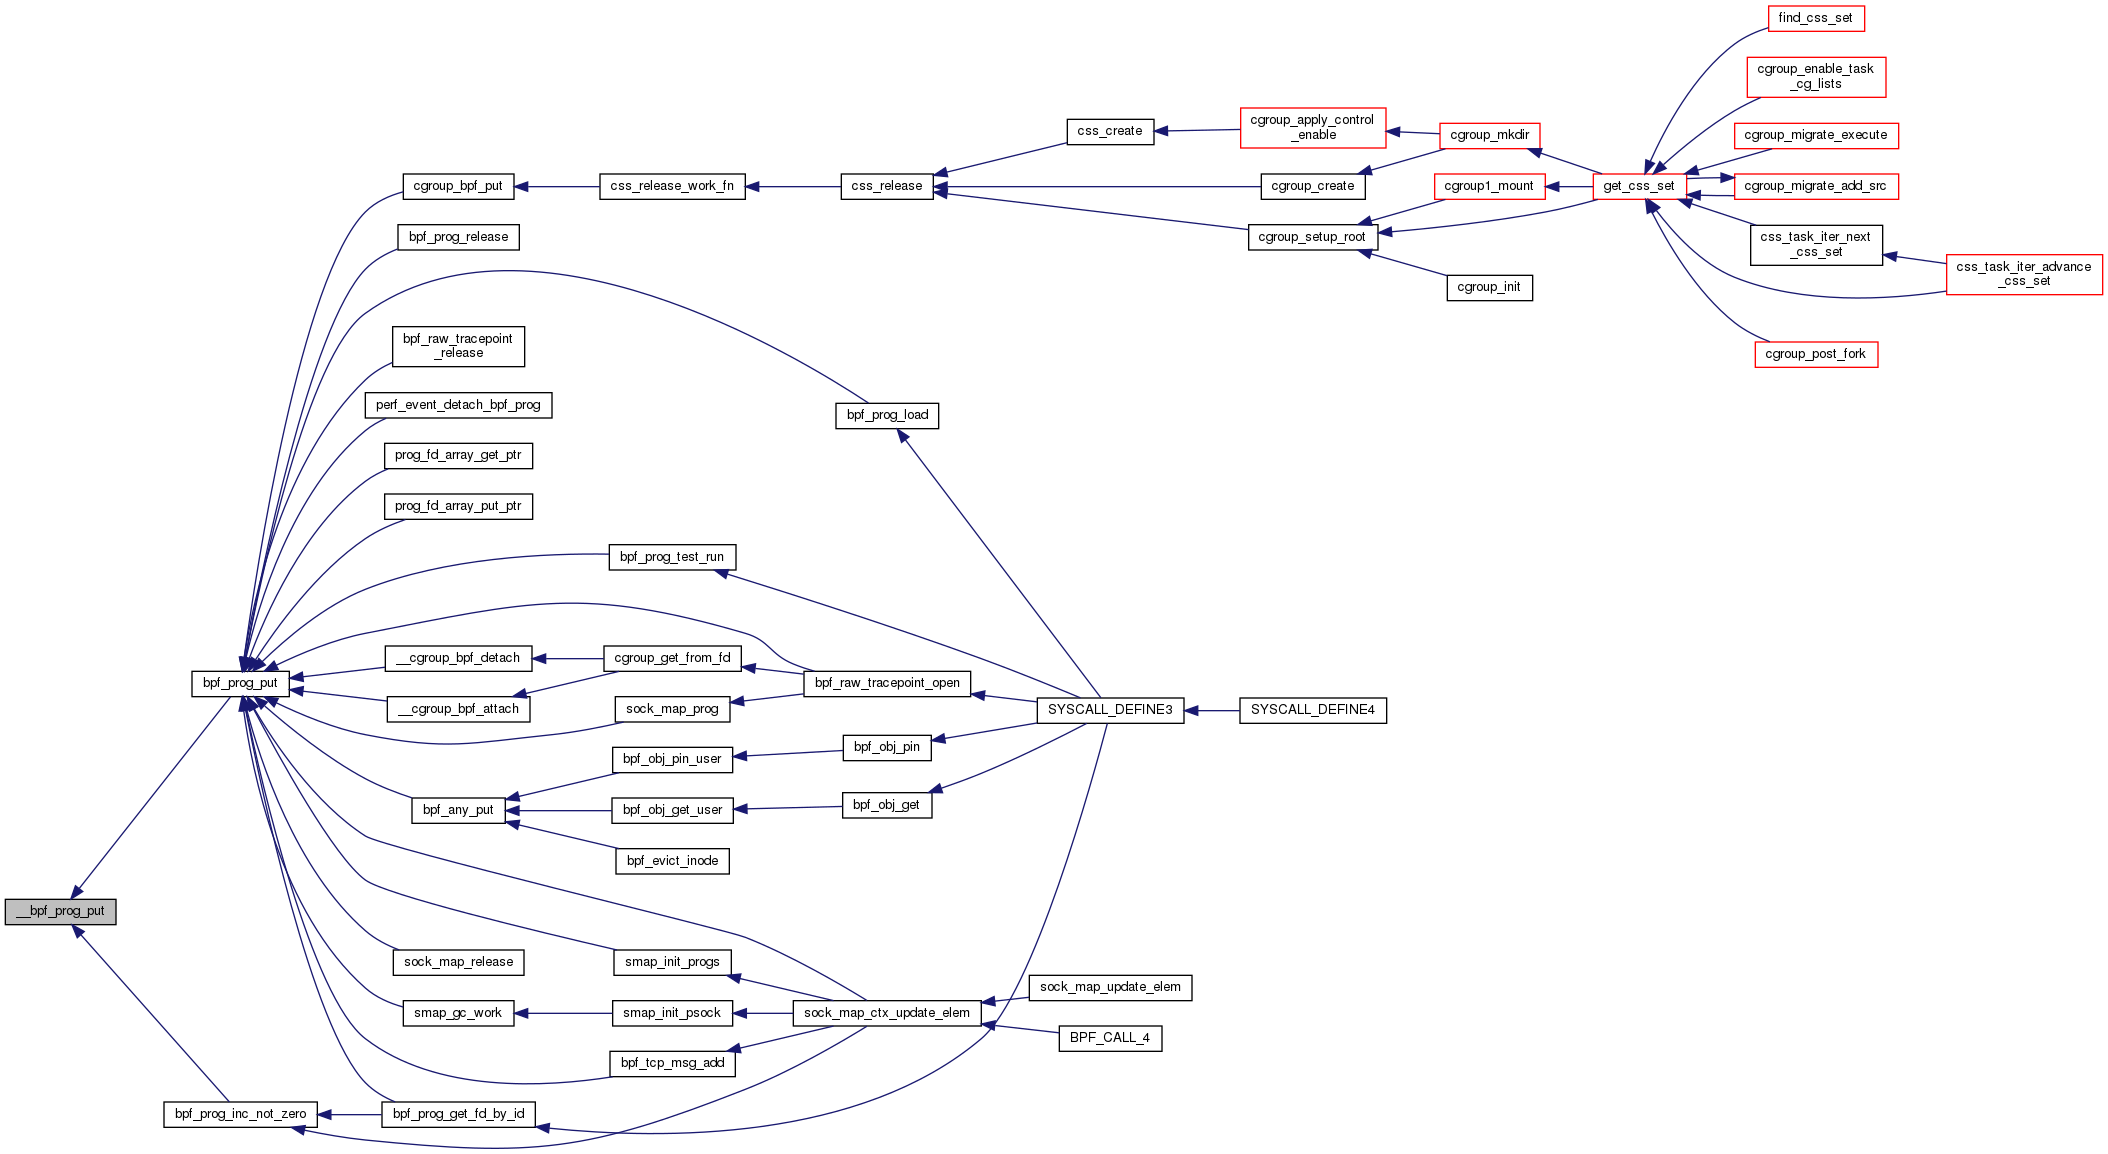 find_css_set
cgroup_enable_task
_cg_lists
cgroup_apply_control
_enable
css_create
cgroup_mkdir
cgroup_migrate_execute
cgroup_bpf_put
css_release_work_fn
css_release
cgroup_create
cgroup1_mount
get_css_set
cgroup_migrate_add_src
bpf_prog_release
cgroup_setup_root
css_task_iter_next
_css_set
css_task_iter_advance
_css_set
cgroup_init
bpf_raw_tracepoint
_release
cgroup_post_fork
perf_event_detach_bpf_prog
bpf_prog_load
prog_fd_array_get_ptr
prog_fd_array_put_ptr
bpf_prog_test_run
__cgroup_bpf_detach
cgroup_get_from_fd
bpf_prog_put
bpf_raw_tracepoint_open
__cgroup_bpf_attach
sock_map_prog
SYSCALL_DEFINE3
SYSCALL_DEFINE4
bpf_obj_pin_user
bpf_obj_pin
bpf_any_put
bpf_obj_get_user
bpf_obj_get
bpf_evict_inode
__bpf_prog_put
sock_map_release
smap_init_progs
sock_map_update_elem
smap_gc_work
smap_init_psock
sock_map_ctx_update_elem
BPF_CALL_4
bpf_tcp_msg_add
bpf_prog_inc_not_zero
bpf_prog_get_fd_by_id